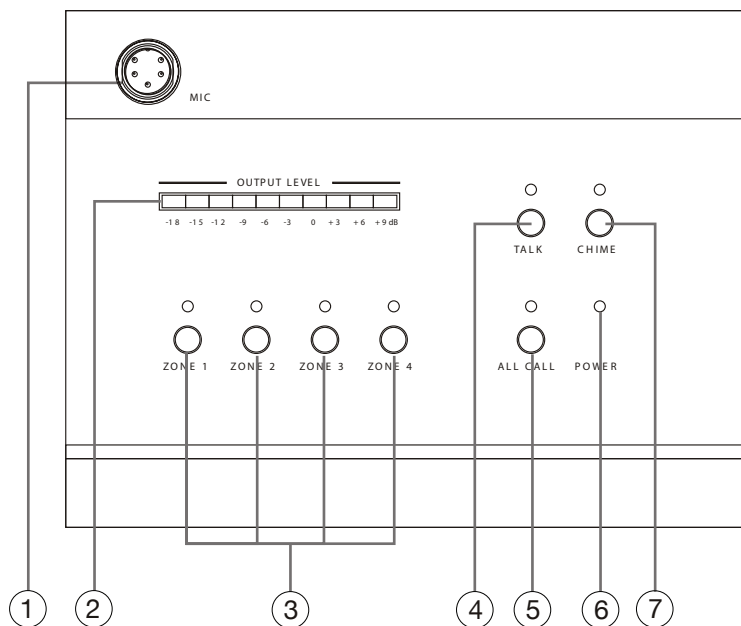 MIC
OUTPUT LEVEL
-18 -15 -12 -9 -6 -3 0 +3 +6 +9 dB
TALK CHIME
ZONE 1 ZONE 2 ZONE 3 ZONE 4 ALL CALL POWER
1 2 3 4 5 6 7